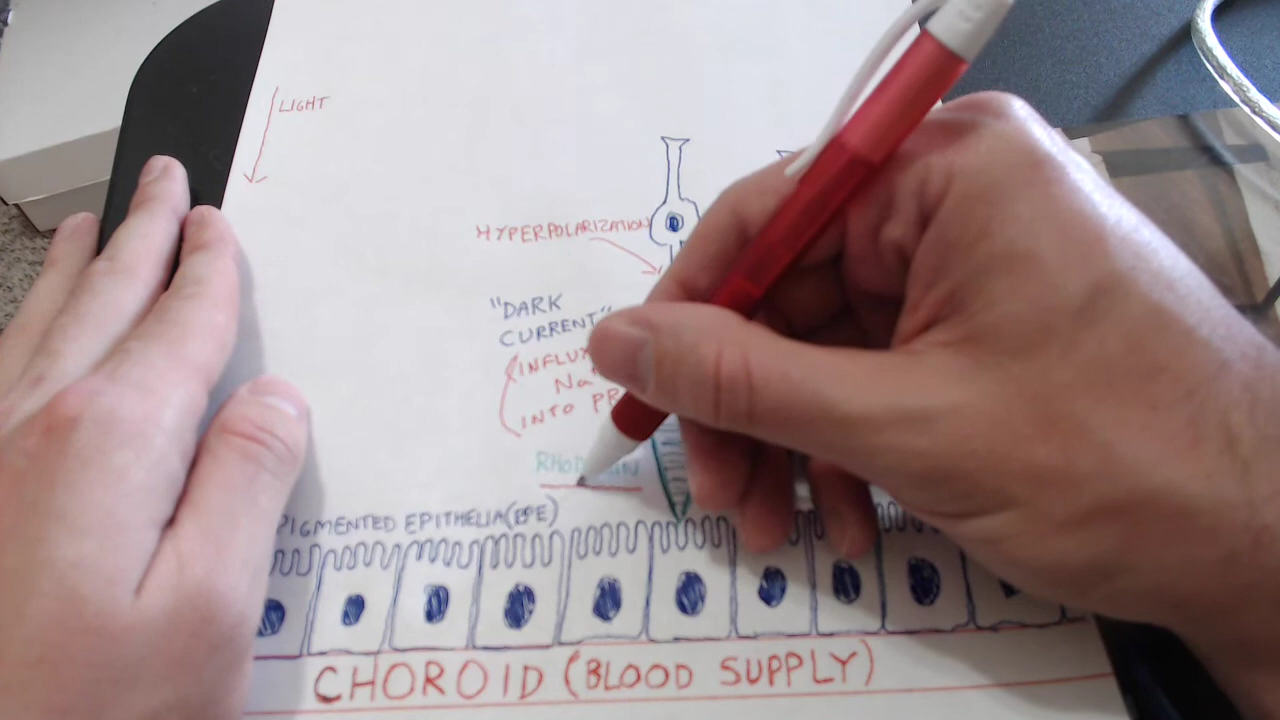 LIGHT
HYPERPOLARIZATION
"DARK
CURRENT"
INFLUX
Na
INTO
PIGMENTED EPITHELIA
CHOROID (BLOOD SUPPLY)